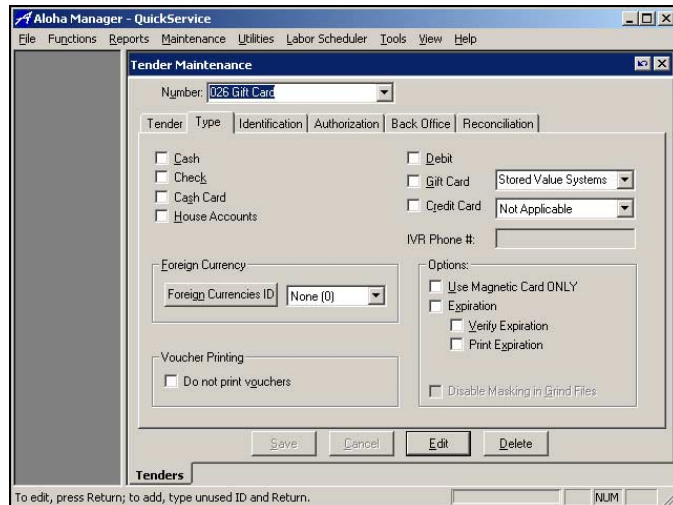 Aloha Manager - QuickService
File Functions Reports Maintenance Utilities Labor Scheduler Tools View Help
Tender Maintenance
Number: 026 Gift Card
Tender Type Identification Authorization Back Office Reconciliation
Cash
Check
Cash Card
House Accounts
Debit
Gift Card Stored Value Systems
Credit Card Not Applicable
IVR Phone #:
Foreign Currency
Foreign Currencies ID None (0)
Options:
Use Magnetic Card ONLY
Expiration
Verify Expiration
Print Expiration
Voucher Printing
Do not print vouchers
Disable Masking in Grind Files
Save Cancel Edit Delete
Tenders
To edit, press Return; to add, type unused ID and Return. NUM